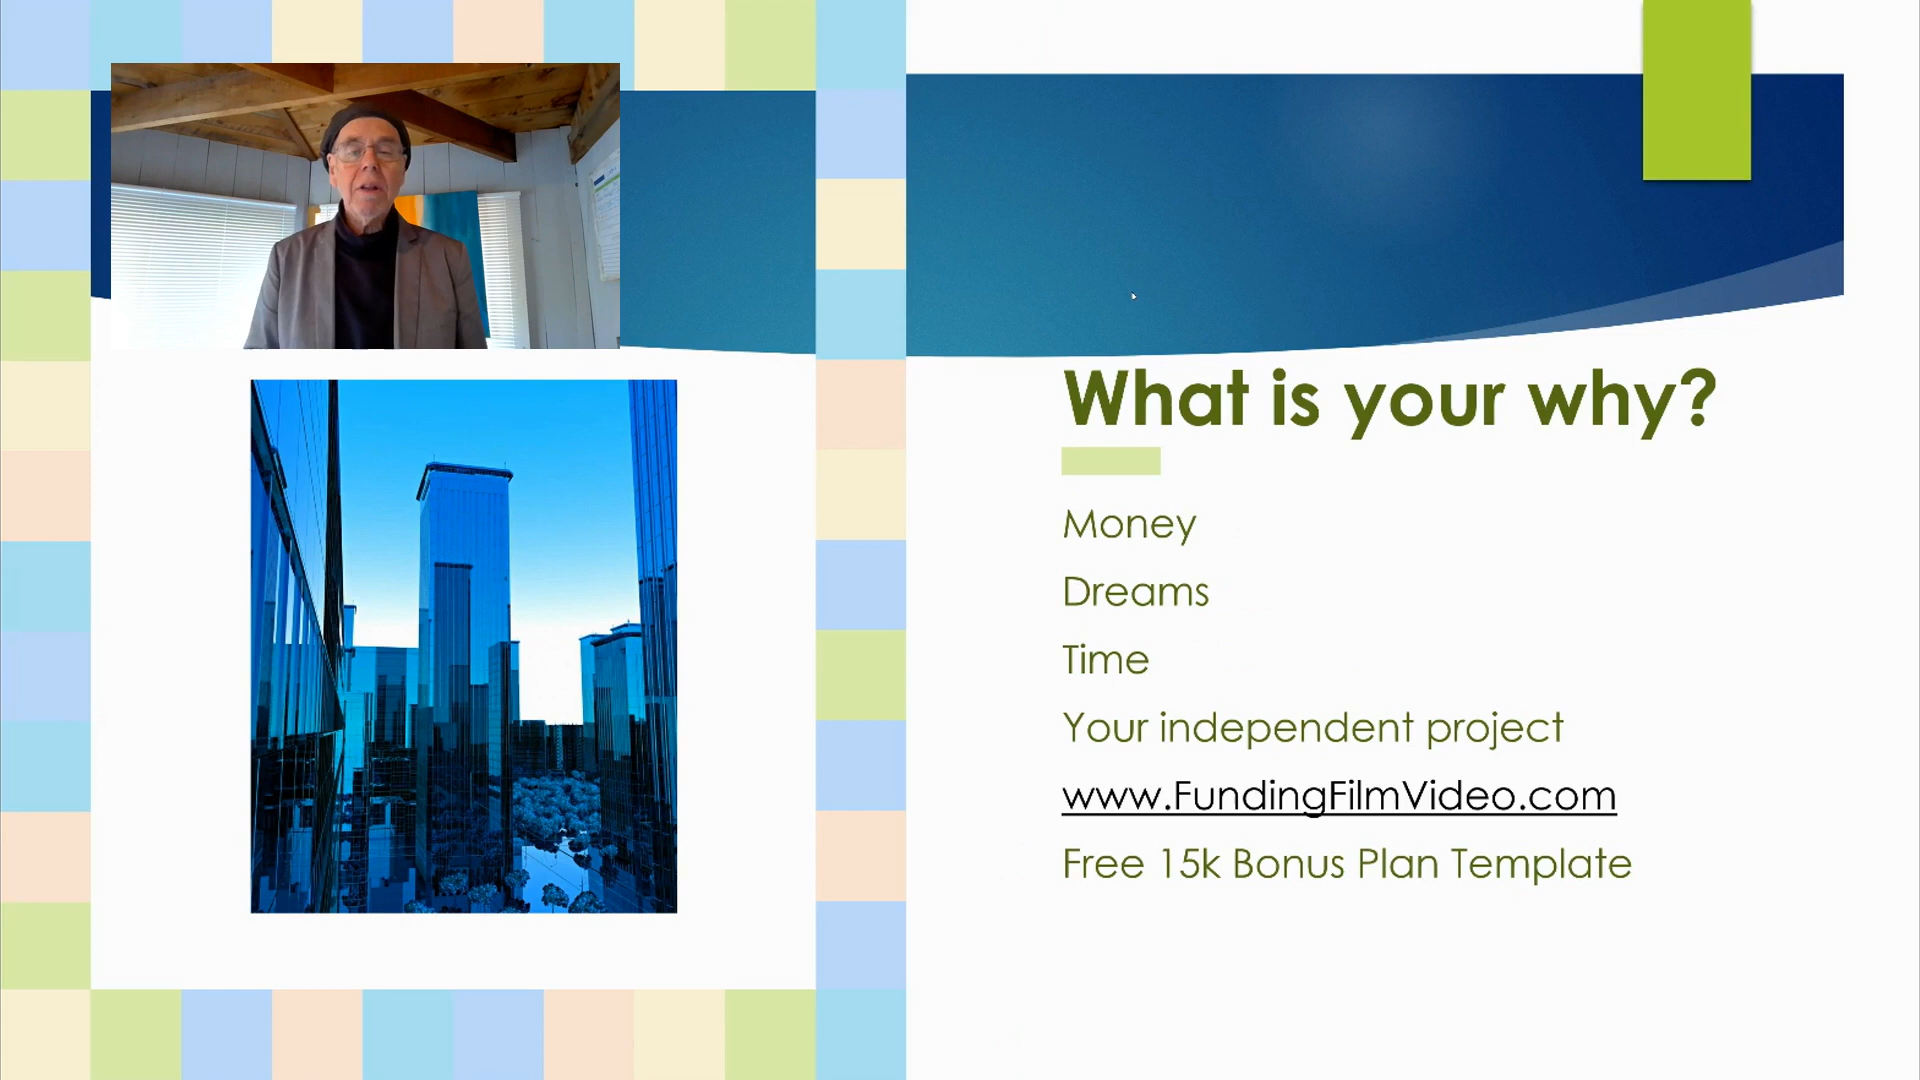 What is your why?
Money
Dreams
Time
Your independent project
www.FundingFilmVideo.com
Free 15k Bonus Plan Template